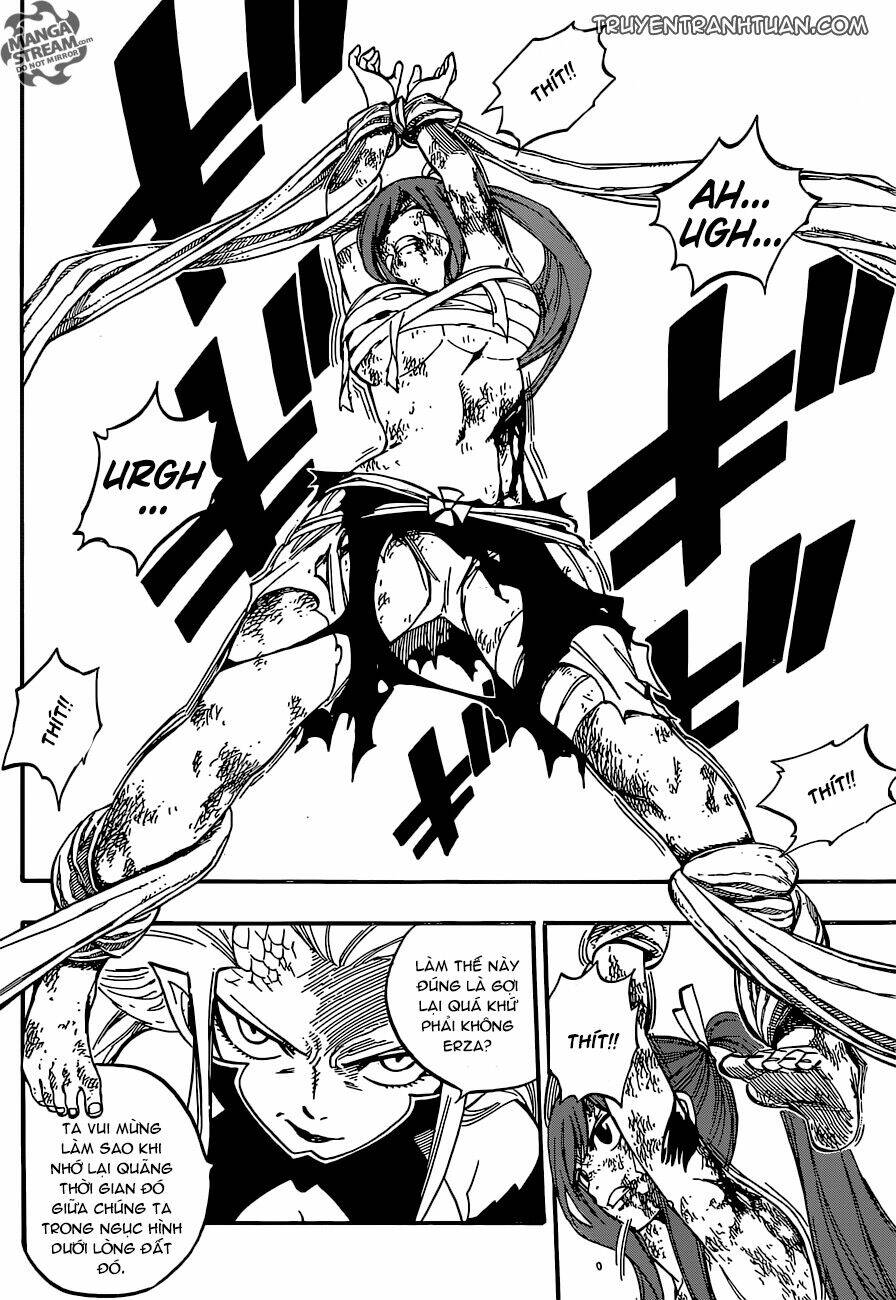 MANGA
STREAM.com
DO NOT MIRROR
TRUYENTRANHTUAN.COM
THÍT!!
AH...
UGH...
URGH
...
THÍT!!
THÍT!!
LÀM THẾ NÀY
ĐÚNG LÀ GỢI
LẠI QUÁ KHỨ
PHẢI KHÔNG
ERZA?
THÍT!!
TA VUI MỪNG
LÀM SAO KHI
NHỚ LẠI QUÃNG
THỜI GIAN ĐÓ
GIỮA CHÚNG TA
TRONG NGỤC HÌNH
DƯỚI LÒNG ĐẤT
ĐÓ.